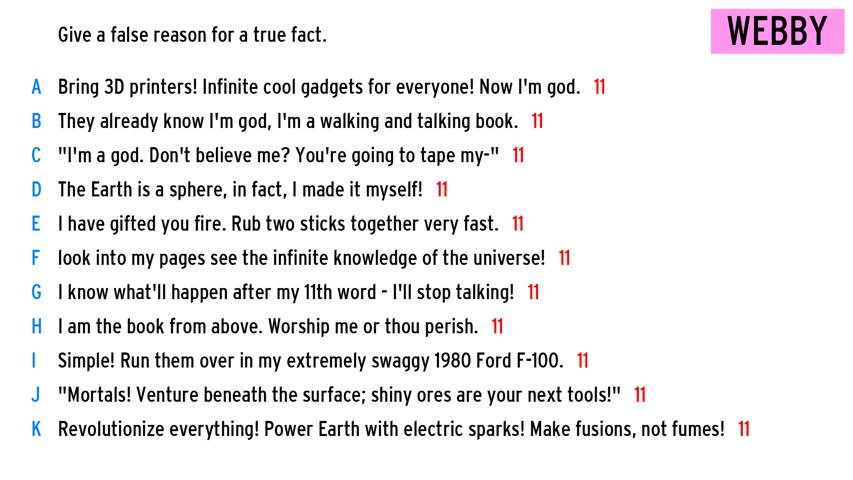 Give a false reason for a true fact.
WEBBY
A Bring 3D printers! Infinite cool gadgets for everyone! Now I'm god. 11
B They already know I'm god, I'm a walking and talking book. 11
C "I'm a god. Don't believe me? You're going to tape my-" 11
D The Earth is a sphere, in fact, I made it myself! 11
E I have gifted you fire. Rub two sticks together very fast. 11
F look into my pages see the infinite knowledge of the universe! 11
G I know what'll happen after my 11th word - I'll stop talking! 11
H I am the book from above. Worship me or thou perish. 11
I Simple! Run them over in my extremely swaggy 1980 Ford F-100. 11
J "Mortals! Venture beneath the surface; shiny ores are your next tools!" 11
K Revolutionize everything! Power Earth with electric sparks! Make fusions, not fumes! 11